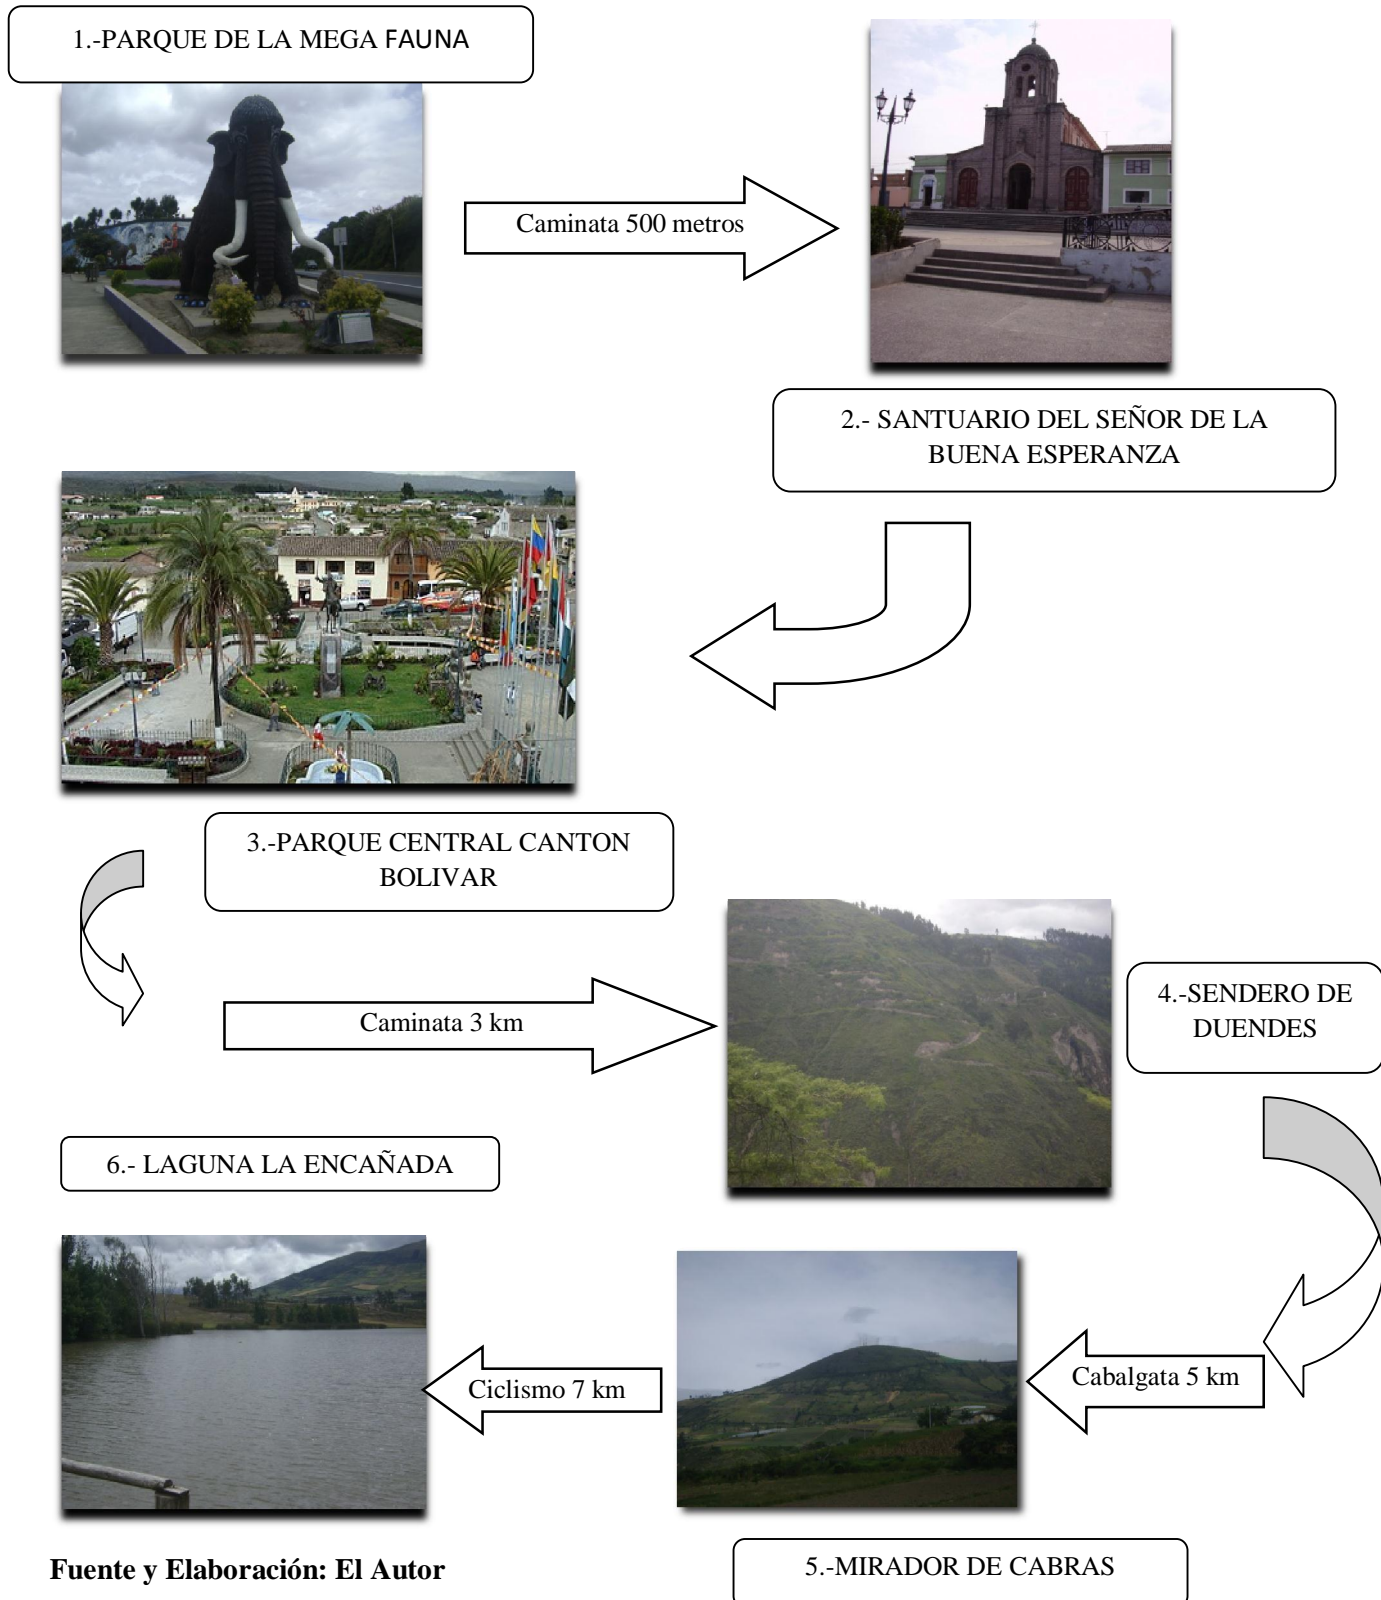 1.-PARQUE DE LA MEGA FAUNA
Caminata 500 metros
2.- SANTUARIO DEL SEÑOR DE LA
BUENA ESPERANZA
3.-PARQUE CENTRAL CANTON
BOLIVAR
Caminata 3 km
4.-SENDERO DE
DUENDES
Cabalgata 5 km
5.-MIRADOR DE CABRAS
Ciclismo 7 km
6.- LAGUNA LA ENCAÑADA
Fuente y Elaboración: El Autor